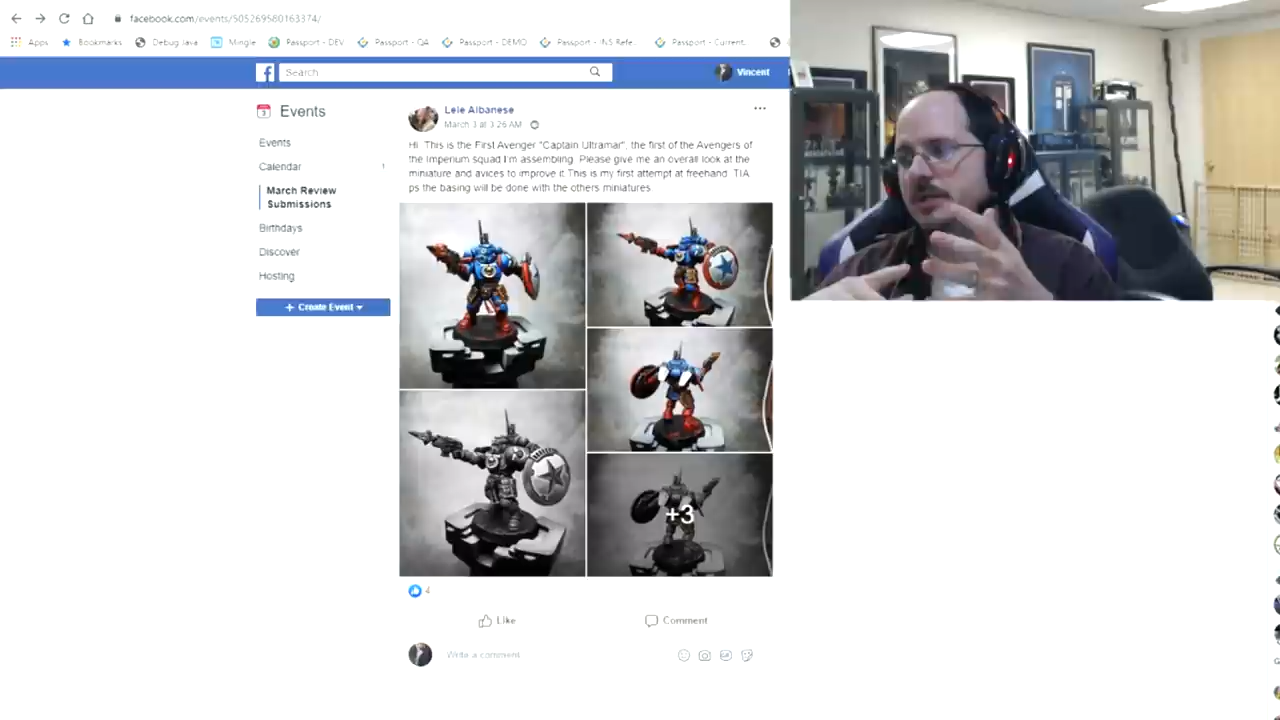 facebook.com/events/505269580163374/
Apps Bookmarks Debug Java Mingle Passport - DEV Passport - QA Passport - DEMO Passport - INS Refe... Passport - Current...
Search
Vincent
Events
Events
Calendar 1
March Review
Submissions
Birthdays
Discover
Hosting
+ Create Event
Lele Albanese
March 3 at 3:26 AM
Hi. This is the First Avenger "Captain Ultramar", the first of the Avengers of
the Imperium squad I'm assembling. Please give me an overall look at the
miniature and avices to improve it.This is my first attempt at freehand. TIA
ps the basing will be done with the others miniatures
+3
4
Like
Comment
Write a comment
GIF